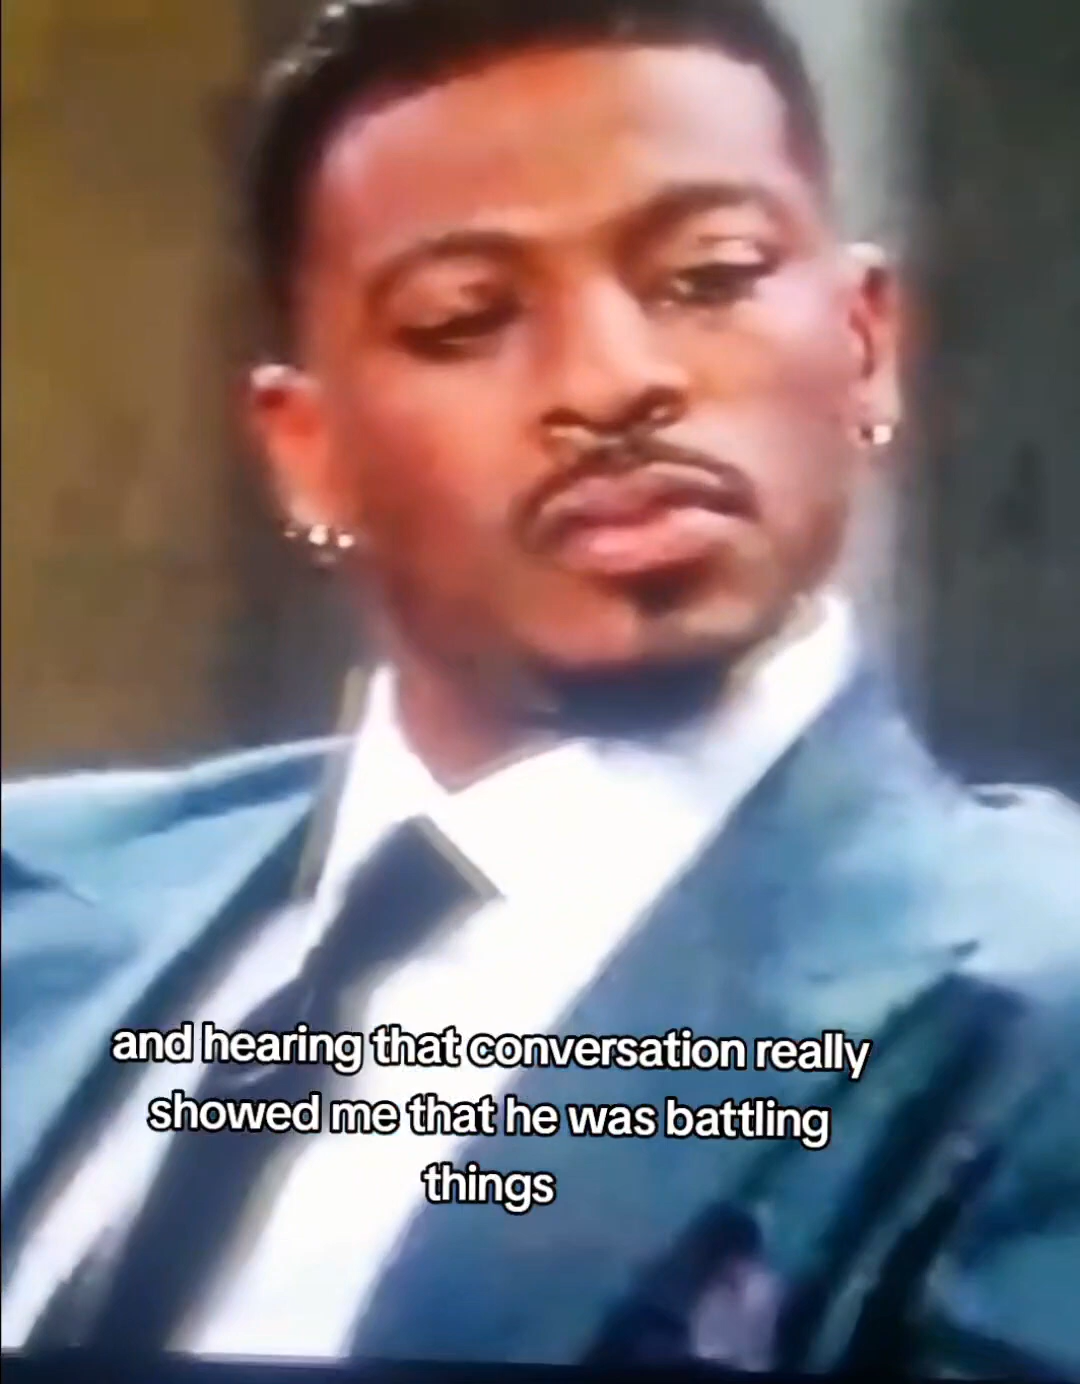 and hearing that conversation really
showed me that he was battling
things